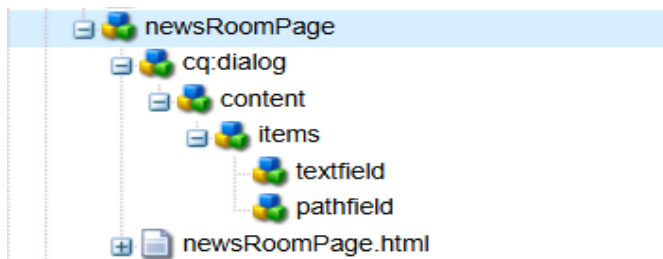 newsRoomPage
cq:dialog
content
items
textfield
pathfield
newsRoomPage.html